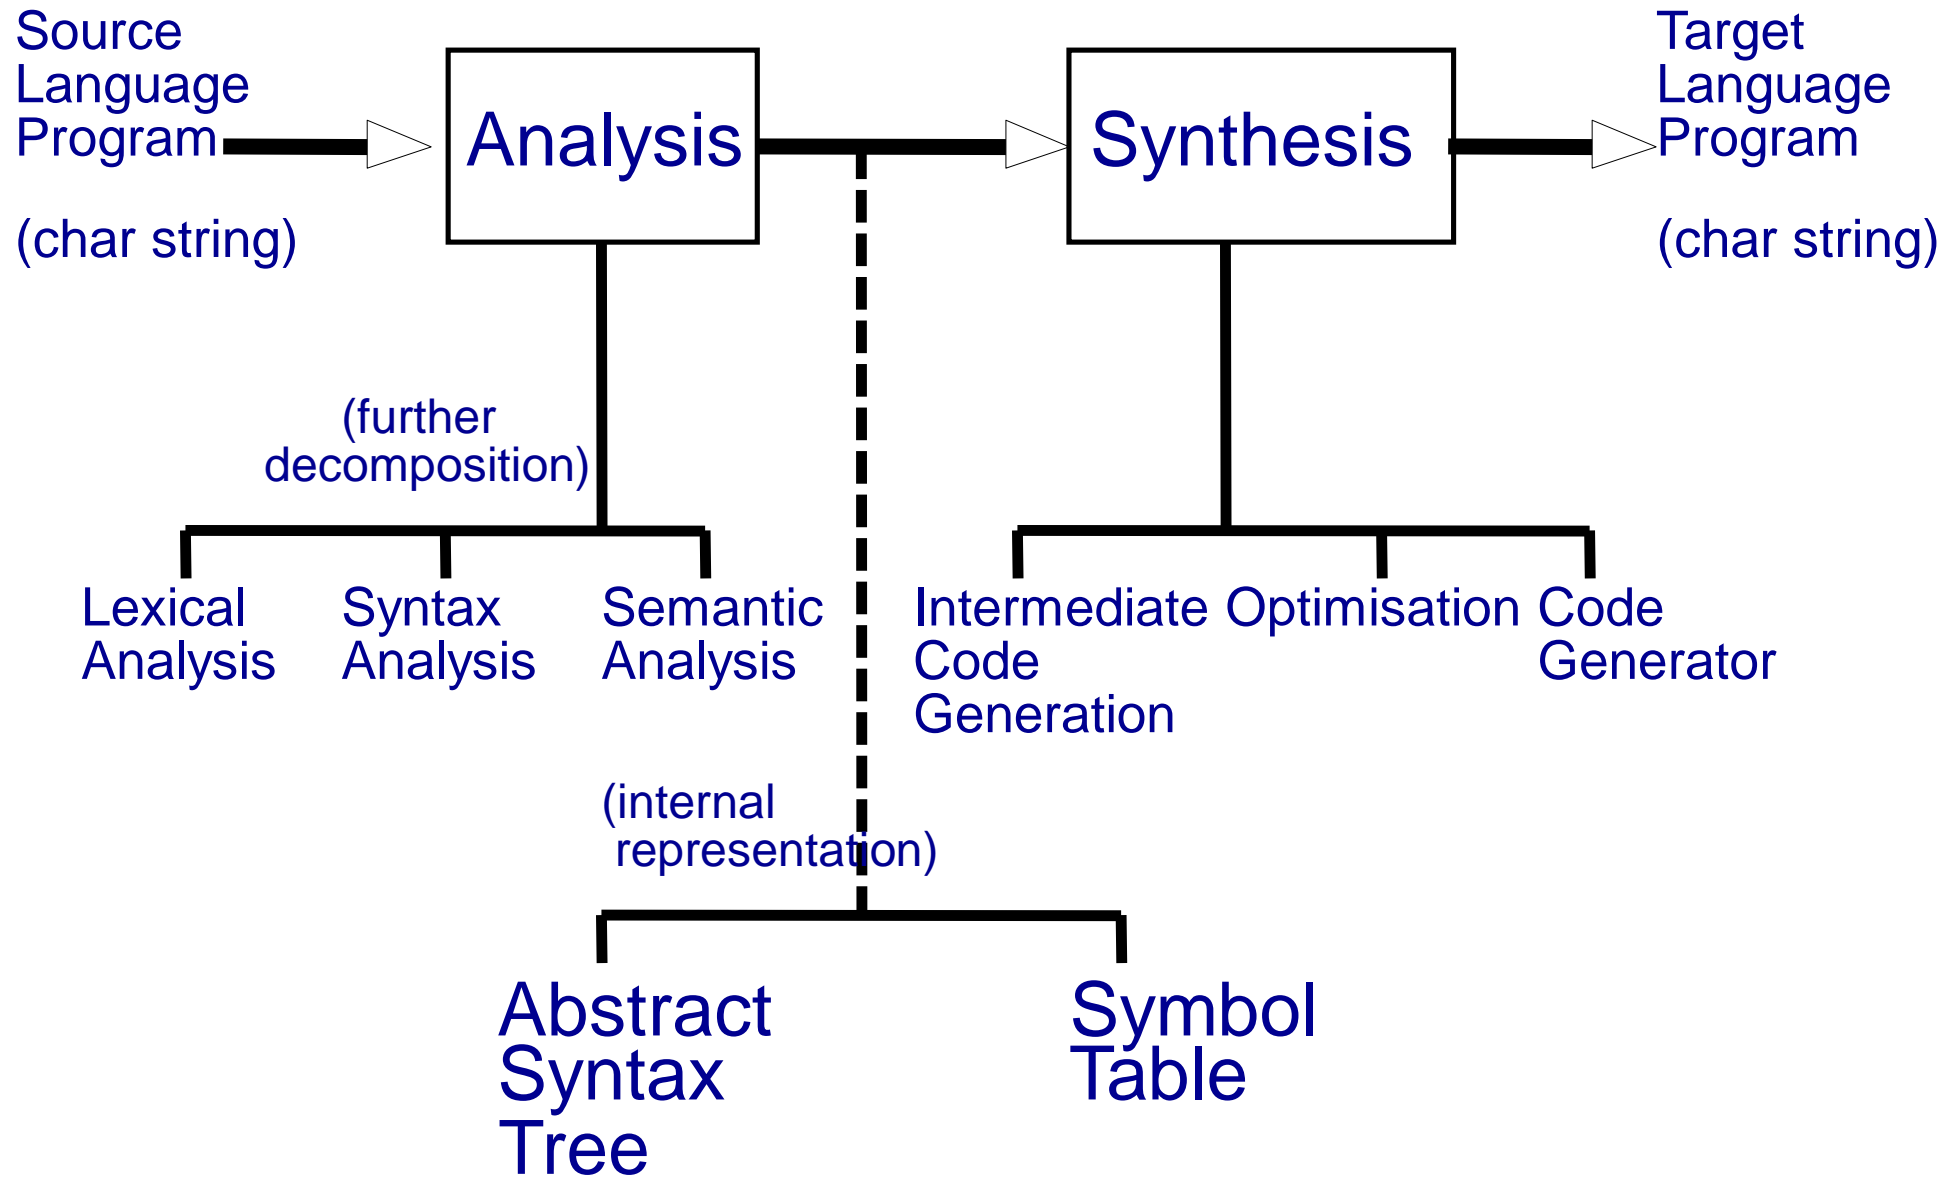 Source
Language
Program
(char string)
Analysis
Synthesis
Target
Language
Program
(char string)
(further
decomposition)
Lexical
Analysis
Syntax
Analysis
Semantic
Analysis
Intermediate
Code
Generation
Optimisation
Code
Generator
(internal
representation)
Abstract
Syntax
Tree
Symbol
Table